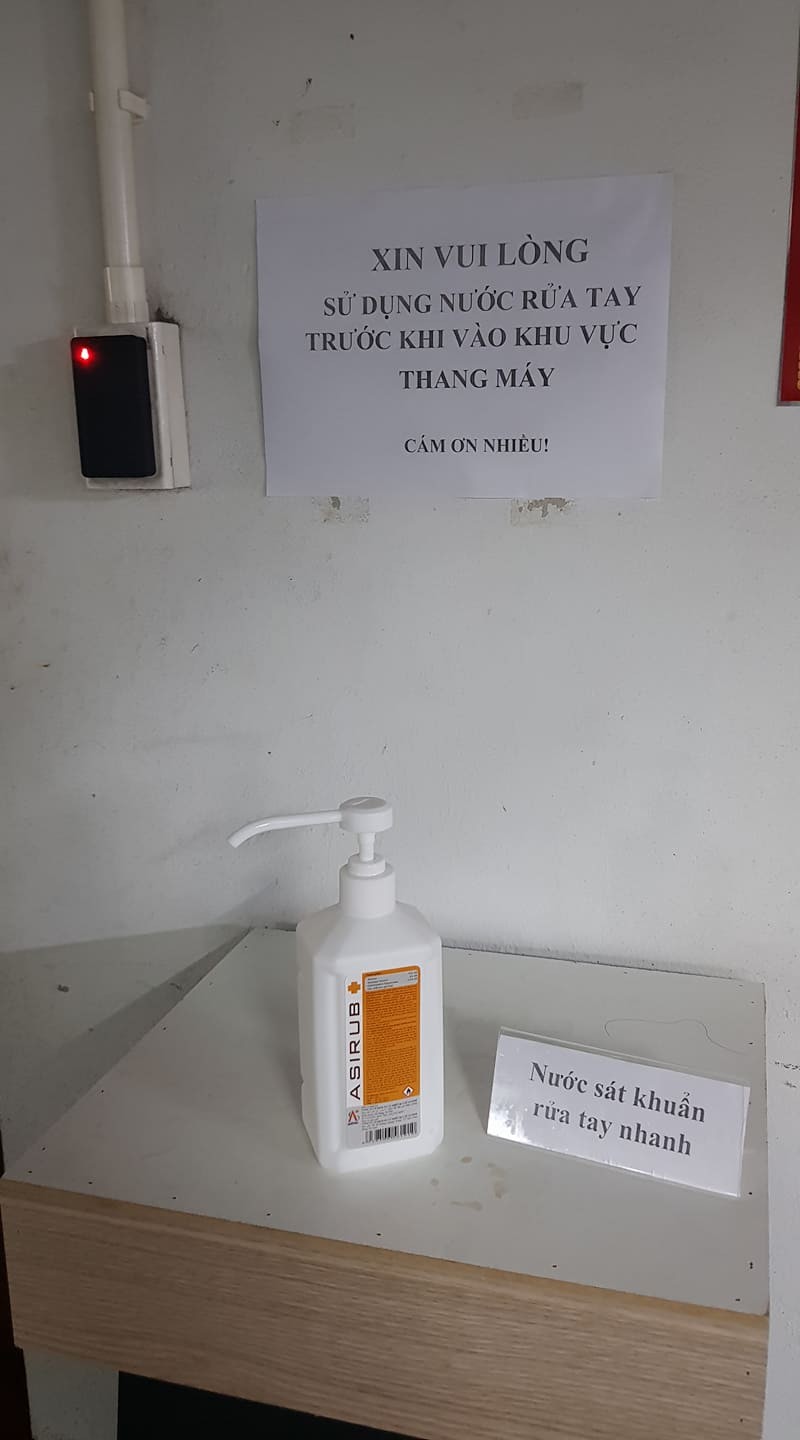 XIN VUI LÒNG
SỬ DỤNG NƯỚC RỬA TAY
TRƯỚC KHI VÀO KHU VỰC
THANG MÁY
CÁM ƠN NHIỀU!
ASIRUB
Nước sát khuẩn
rửa tay nhanh